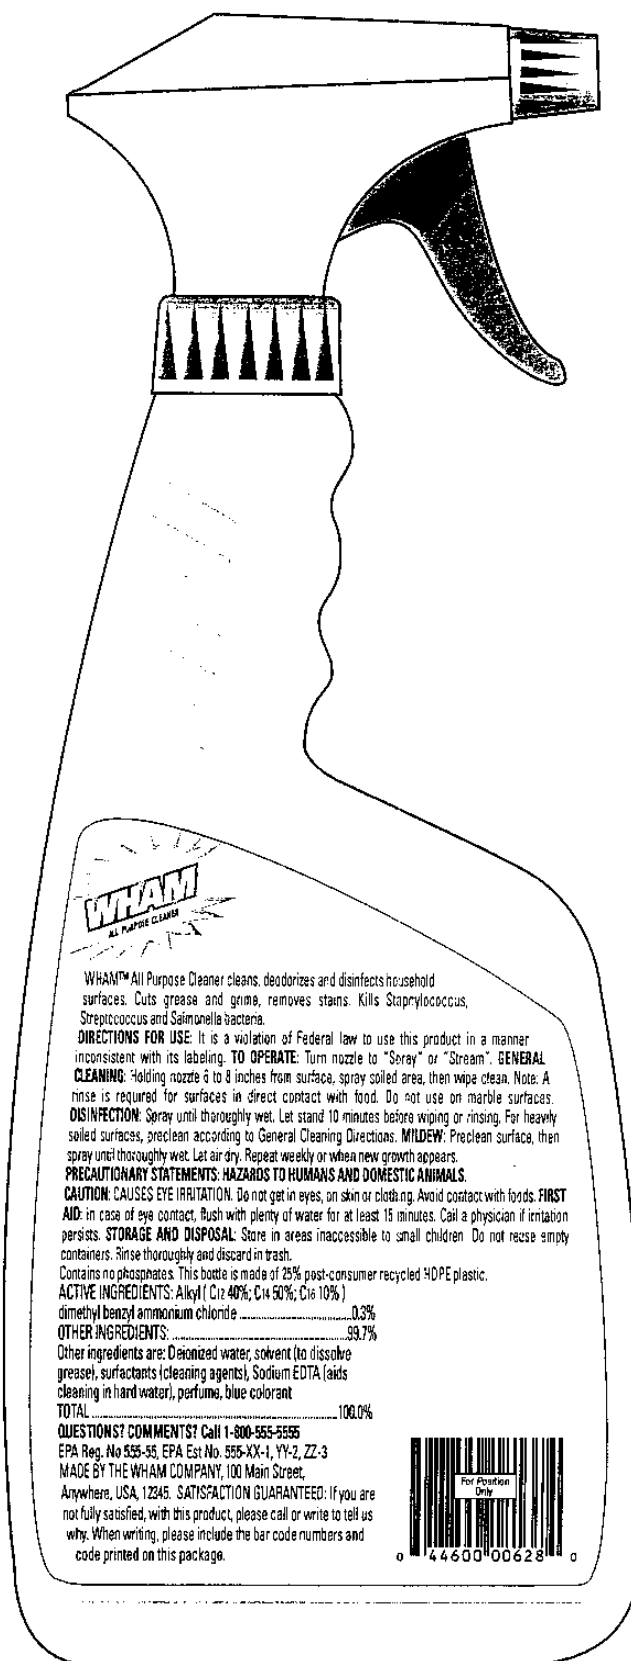 WHAM
ALL PURPOSE CLEANER
WHAM™ All Purpose Cleaner cleans, deodorizes and disinfects household
surfaces. Cuts grease and grime, removes stains. Kills Staphylococcus,
Streptococcus and Salmonella bacteria.
DIRECTIONS FOR USE: It is a violation of Federal law to use this product in a manner
inconsistent with its labeling. TO OPERATE: Turn nozzle to "Spray" or "Stream". GENERAL
CLEANING: Holding nozzle 6 to 8 inches from surface, spray soiled area, then wipe clean. Note: A
rinse is required for surfaces in direct contact with food. Do not use on marble surfaces.
DISINFECTION: Spray until thoroughly wet. Let stand 10 minutes before wiping or rinsing. For heavily
soiled surfaces, preclean according to General Cleaning Directions. MILDEW: Preclean surface, then
spray until thoroughly wet. Let air dry. Repeat weekly or when new growth appears.
PRECAUTIONARY STATEMENTS: HAZARDS TO HUMANS AND DOMESTIC ANIMALS.
CAUTION: CAUSES EYE IRRITATION. Do not get in eyes, on skin or clothing. Avoid contact with foods. FIRST
AID: in case of eye contact, flush with plenty of water for at least 15 minutes. Call a physician if irritation
persists. STORAGE AND DISPOSAL: Store in areas inaccessible to small children. Do not reuse empty
containers. Rinse thoroughly and discard in trash.
Contains no phosphates. This bottle is made of 25% post-consumer recycled HDPE plastic.
ACTIVE INGREDIENTS: Alkyl ( C12 40%; C14 50%; C16 10% )
dimethyl benzyl ammonium chloride ..........0.3%
OTHER INGREDIENTS: ..........99.7%
Other ingredients are: Deionized water, solvent (to dissolve
grease), surfactants (cleaning agents), Sodium EDTA (aids
cleaning in hard water), perfume, blue colorant
TOTAL ..........100.0%
QUESTIONS? COMMENTS? Call 1-800-555-5555
EPA Reg. No 555-55, EPA Est No. 555-XX-1, YY-2, ZZ-3
MADE BY THE WHAM COMPANY, 100 Main Street,
Anywhere, USA, 12345. SATISFACTION GUARANTEED: If you are
not fully satisfied, with this product, please call or write to tell us
why. When writing, please include the bar code numbers and
code printed on this package.
For Position
Only
0 44600 00628 0